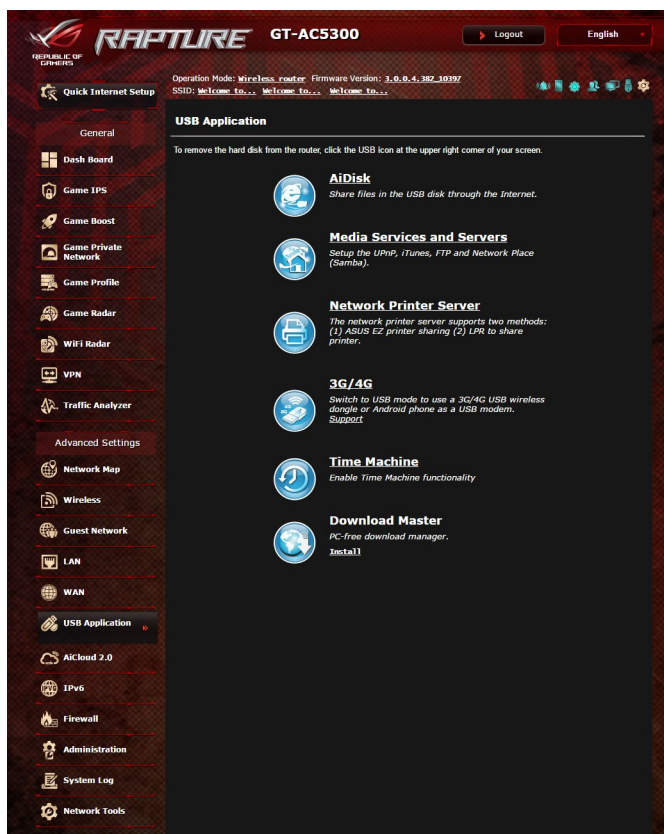 REPUBLIC OF
GAMERS
RAPTURE
GT-AC5300
Logout
English
Quick Internet Setup
Operation Mode: Wireless router Firmware Version: 3.0.0.4.382_10397
SSID: Welcome to... Welcome to... Welcome to...
General
Dash Board
Game IPS
Game Boost
Game Private
Network
Game Profile
Game Radar
WiFi Radar
VPN
Traffic Analyzer
Advanced Settings
Network Map
Wireless
Guest Network
LAN
WAN
USB Application
AiCloud 2.0
IPv6
Firewall
Administration
System Log
Network Tools
USB Application
To remove the hard disk from the router, click the USB icon at the upper right corner of your screen.
AiDisk
Share files in the USB disk through the Internet.
Media Services and Servers
Setup the UPnP, iTunes, FTP and Network Place
(Samba).
Network Printer Server
The network printer server supports two methods:
(1) ASUS EZ printer sharing (2) LPR to share
printer.
3G/4G
Switch to USB mode to use a 3G/4G USB wireless
dongle or Android phone as a USB modem.
Support
Time Machine
Enable Time Machine functionality
Download Master
PC-free download manager.
Install